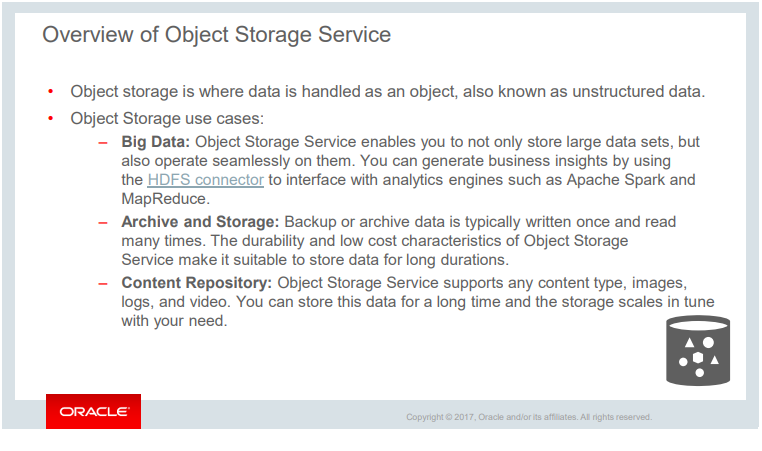 Overview of Object Storage Service
• Object storage is where data is handled as an object, also known as unstructured data.
• Object Storage use cases:
– Big Data: Object Storage Service enables you to not only store large data sets, but
also operate seamlessly on them. You can generate business insights by using
the HDFS connector to interface with analytics engines such as Apache Spark and
MapReduce.
– Archive and Storage: Backup or archive data is typically written once and read
many times. The durability and low cost characteristics of Object Storage
Service make it suitable to store data for long durations.
– Content Repository: Object Storage Service supports any content type, images,
logs, and video. You can store this data for a long time and the storage scales in tune
with your need.
ORACLE®
Copyright © 2017, Oracle and/or its affiliates. All rights reserved.